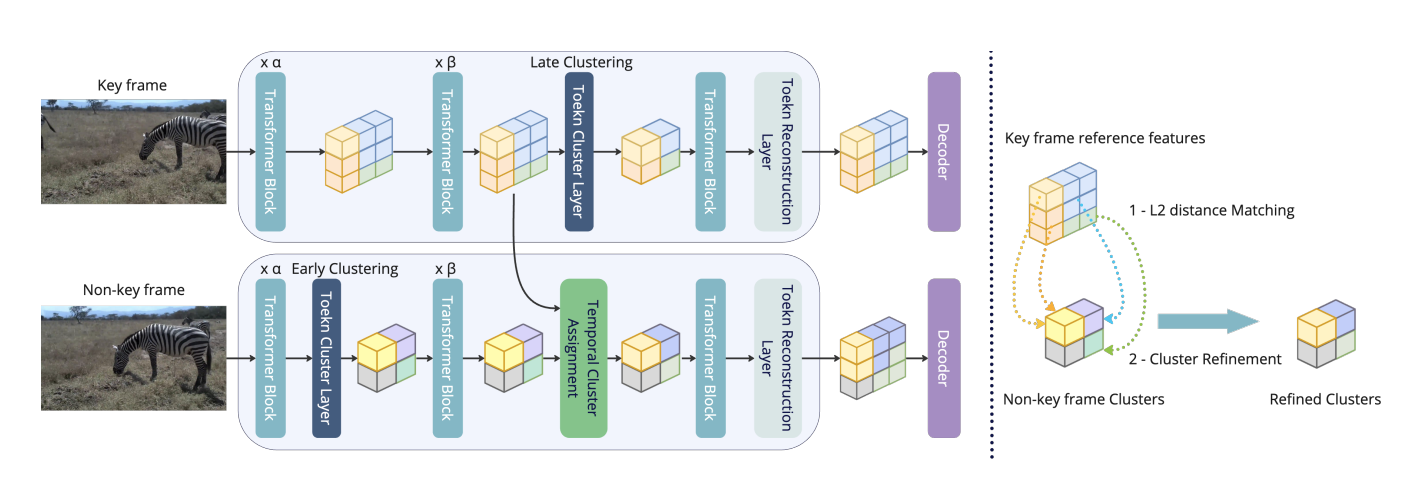 Key frame
x α
Transformer Block
x β
Transformer Block
Late Clustering
Toekn Cluster Layer
Transformer Block
Toekn Reconstruction
Layer
Decoder
Non-key frame
x α
Transformer Block
Early Clustering
Toekn Cluster Layer
x β
Transformer Block
Temporal Cluster
Assignment
Transformer Block
Toekn Reconstruction
Layer
Decoder
Key frame reference features
1 - L2 distance Matching
2 - Cluster Refinement
Non-key frame Clusters
Refined Clusters